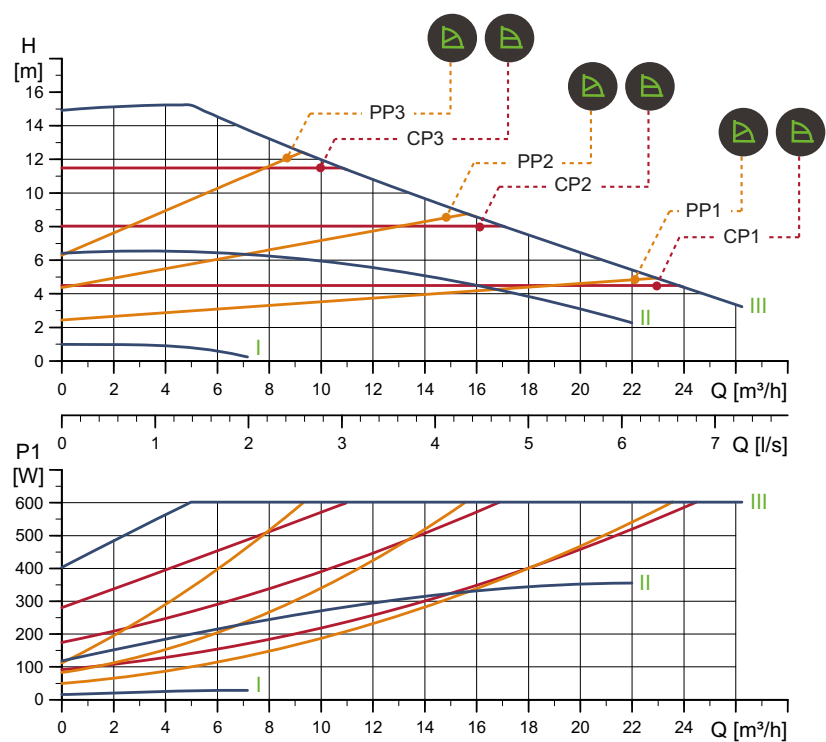 H
[m]
16
14
12
10
8
6
4
2
0
PP3
CP3
PP2
CP2
PP1
CP1
I
II
III
0 2 4 6 8 10 12 14 16 18 20 22 24 Q [m³/h]
0 1 2 3 4 5 6 7 Q [l/s]
P1
[W]
600
500
400
300
200
100
0
III
II
I
0 2 4 6 8 10 12 14 16 18 20 22 24 Q [m³/h]